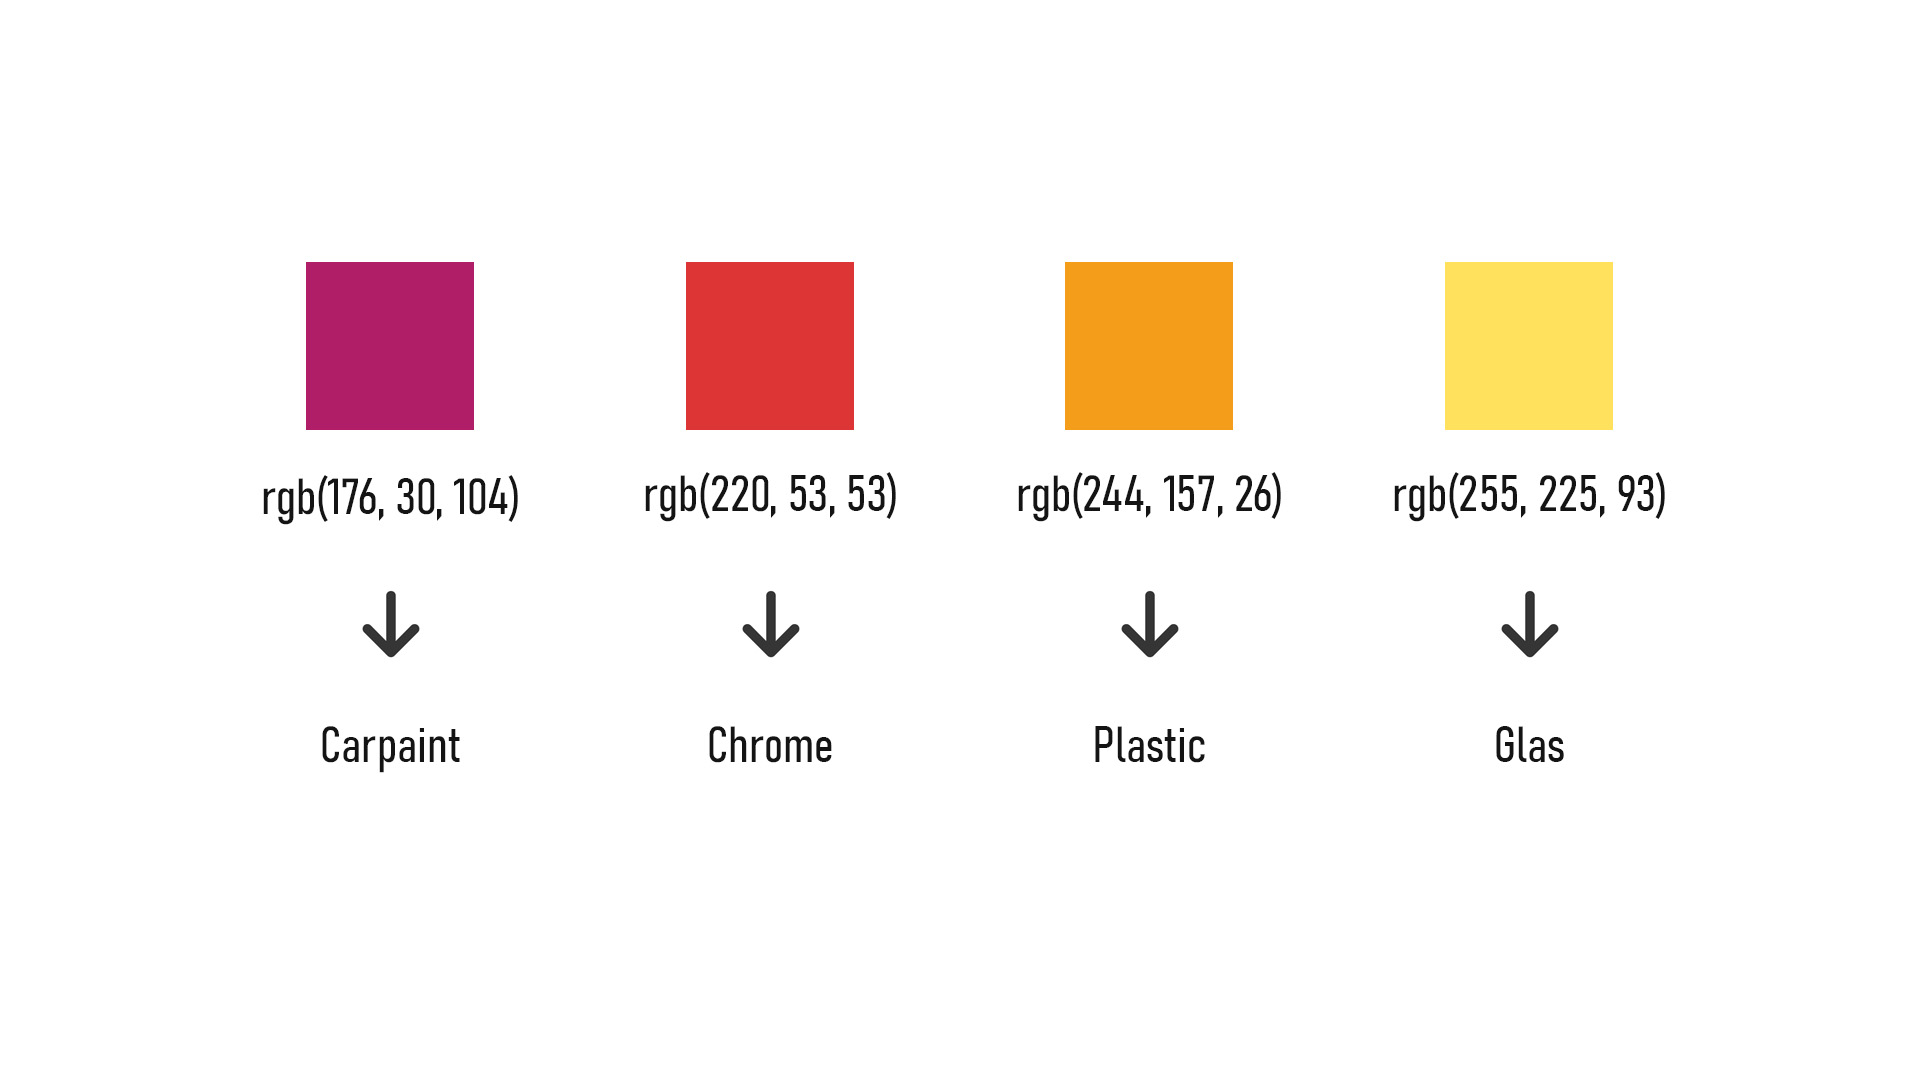 rgb(176, 30, 104)
rgb(220, 53, 53)
rgb(244, 157, 26)
rgb(255, 225, 93)
Carpaint
Chrome
Plastic
Glas